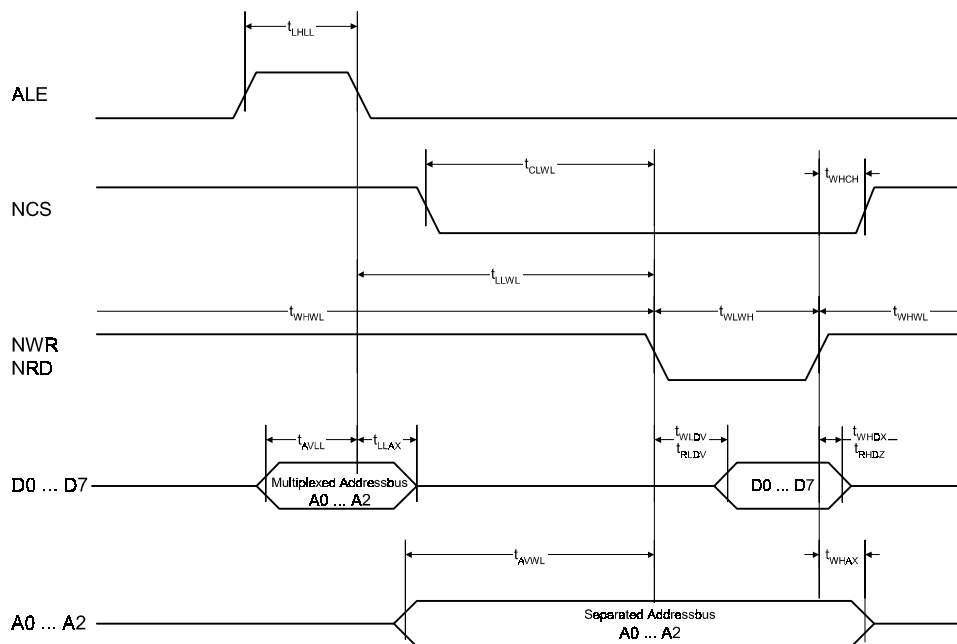 tLHLL
ALE
tCLWL
tWHCH
NCS
tLLWL
tWHWL
tWLWH
tWHWL
NWR
NRD
tAVLL
tLLAX
tWLDV
tRLDV
tWHDX
tRHDZ
D0 ... D7
Multiplexed Addressbus
A0 ... A2
D0 ... D7
tAVWL
tWHAX
A0 ... A2
Separated Addressbus
A0 ... A2